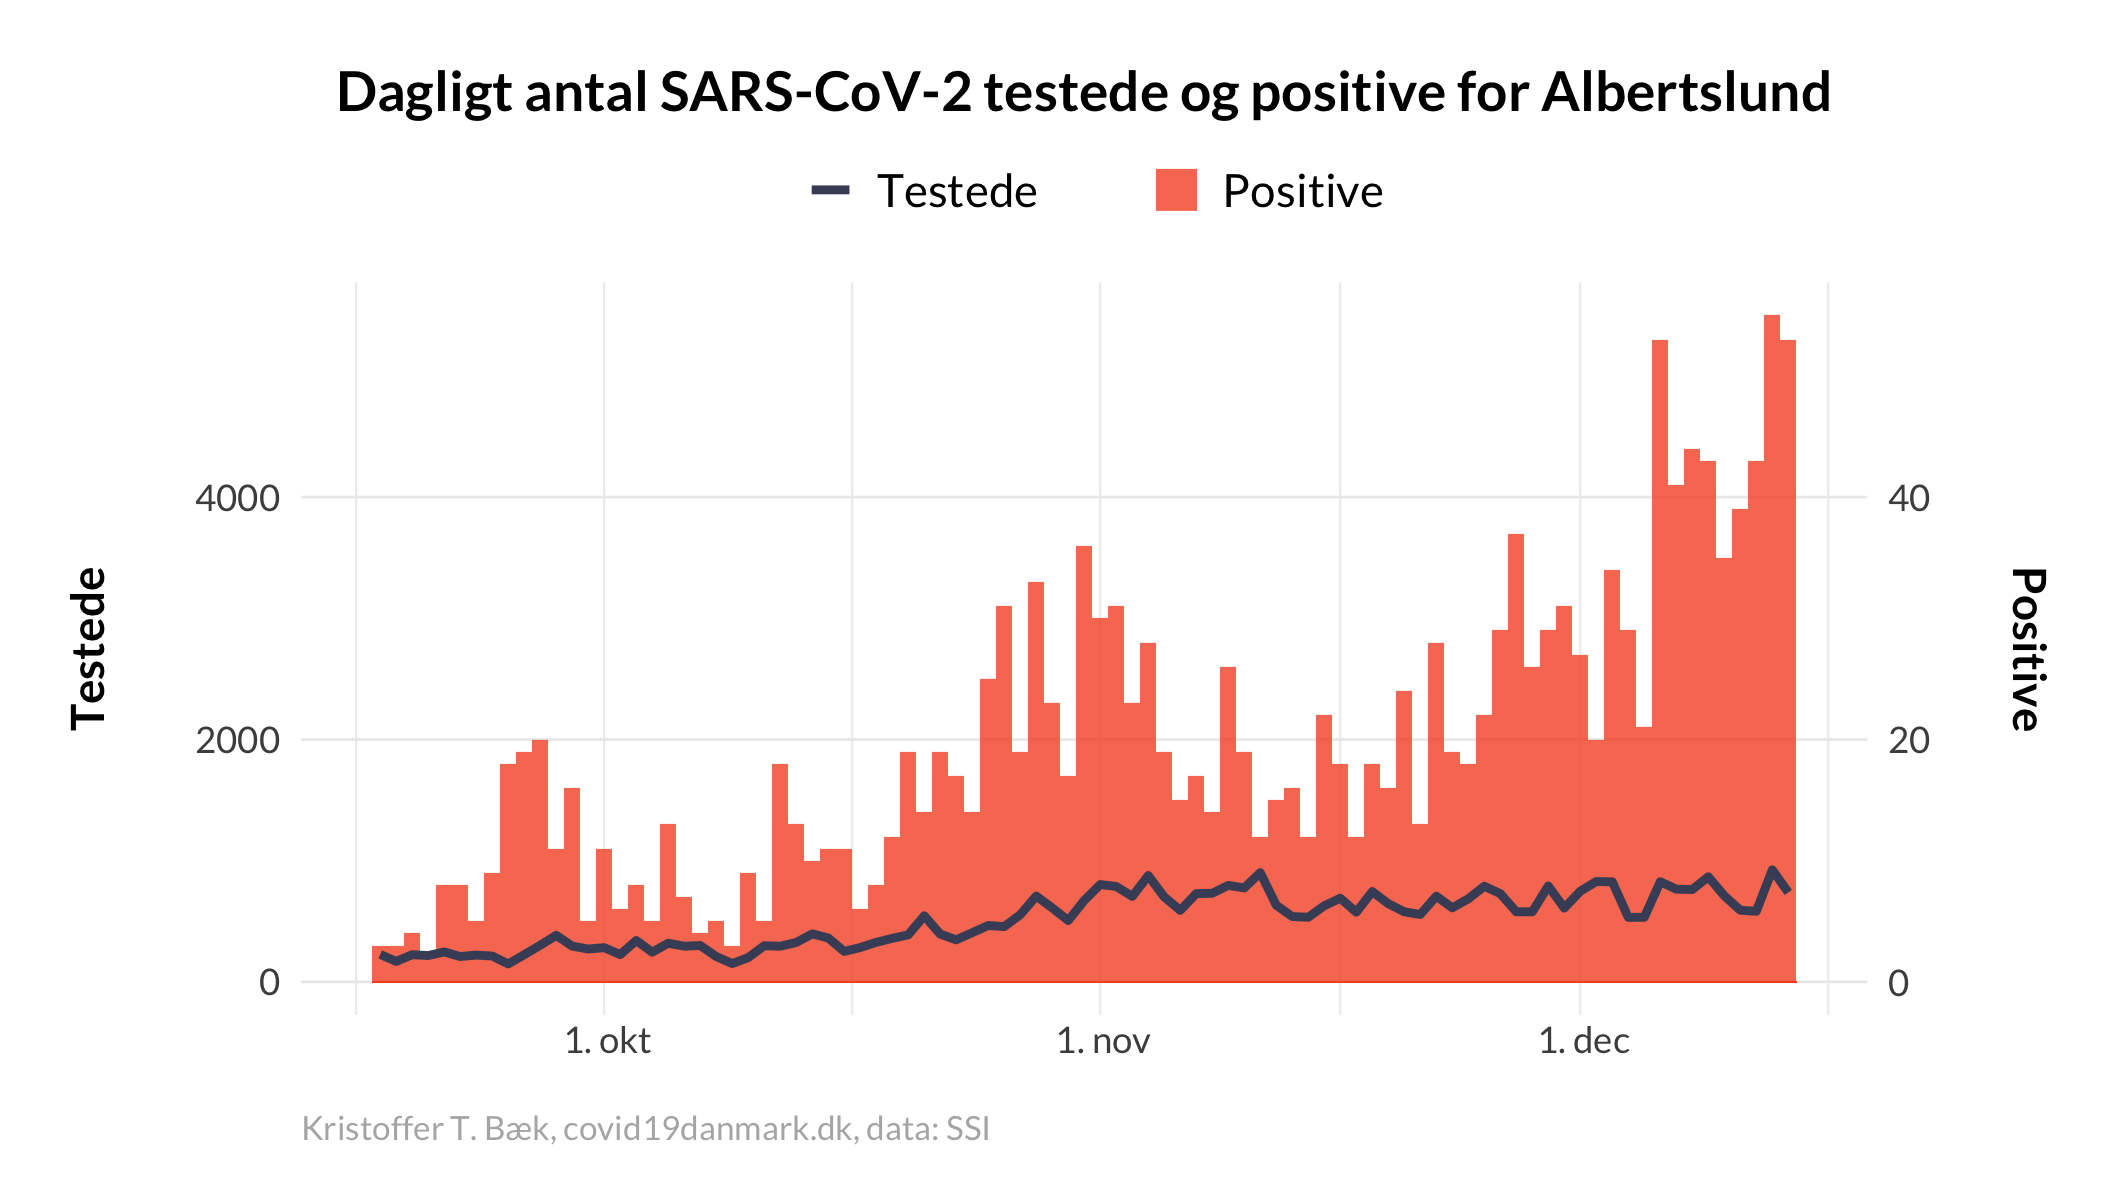 Dagligt antal SARS-CoV-2 testede og positive for Albertslund
Testede
Positive
4000
2000
0
Testede
40
20
0
Positive
1. okt
1. nov
1. dec
Kristoffer T. Bæk, covid19danmark.dk, data: SSI